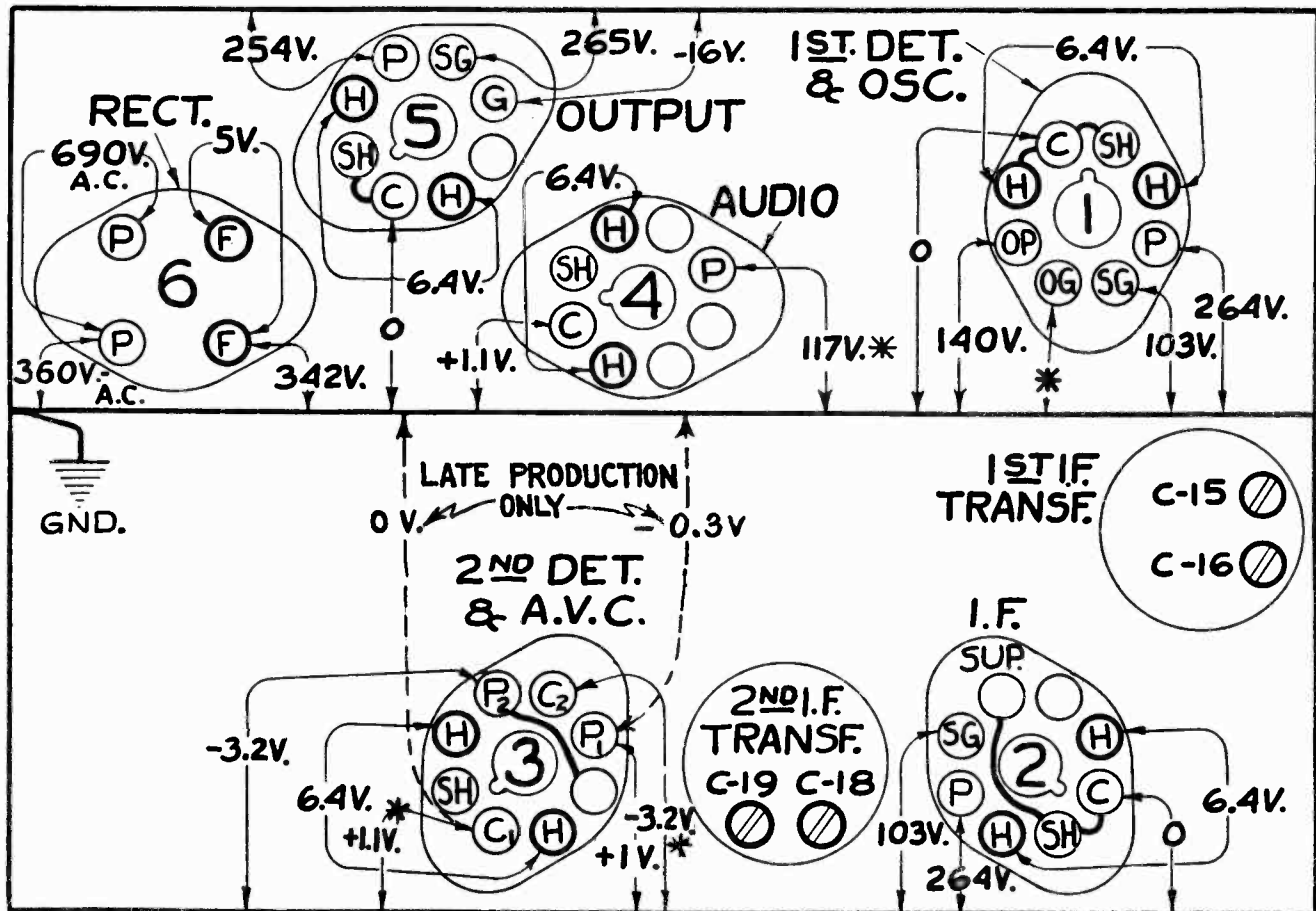 254V.
P
SG
265V.
-16V.
H
G
5
OUTPUT
SH
C
H
6.4V.
O
RECT.
690V.
A.C.
5V.
P
F
6
P
F
360V.-
A.C.
342V.
6.4V.
AUDIO
H
SH
4
P
C
+1.1V.
H
117V.*
1ST. DET.
& OSC.
6.4V.
C
SH
H
H
1
OP
P
OG
SG
O
140V.
*
103V.
264V.
GND.
LATE PRODUCTION
ONLY
0 V.
- 0.3V
2ND DET.
& A.V.C.
P2
C2
H
P1
3
SH
C1
H
-3.2V.
6.4V.
*
+1.1V.
-3.2V.
+1V.
*
2ND I.F.
TRANSF.
C-19 C-18
1ST I.F.
TRANSF.
C-15
C-16
I.F.
SUP.
SG
H
2
P
C
H
SH
103V.
264V.
6.4V.
O